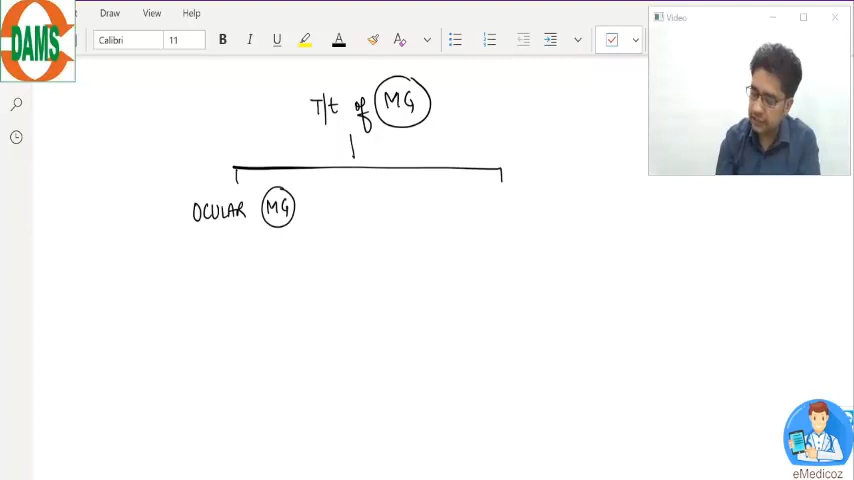 DAMS
Draw View Help
Video
Calibri 11 B I U A A
T/t of MG
OCULAR MG
eMedicoz